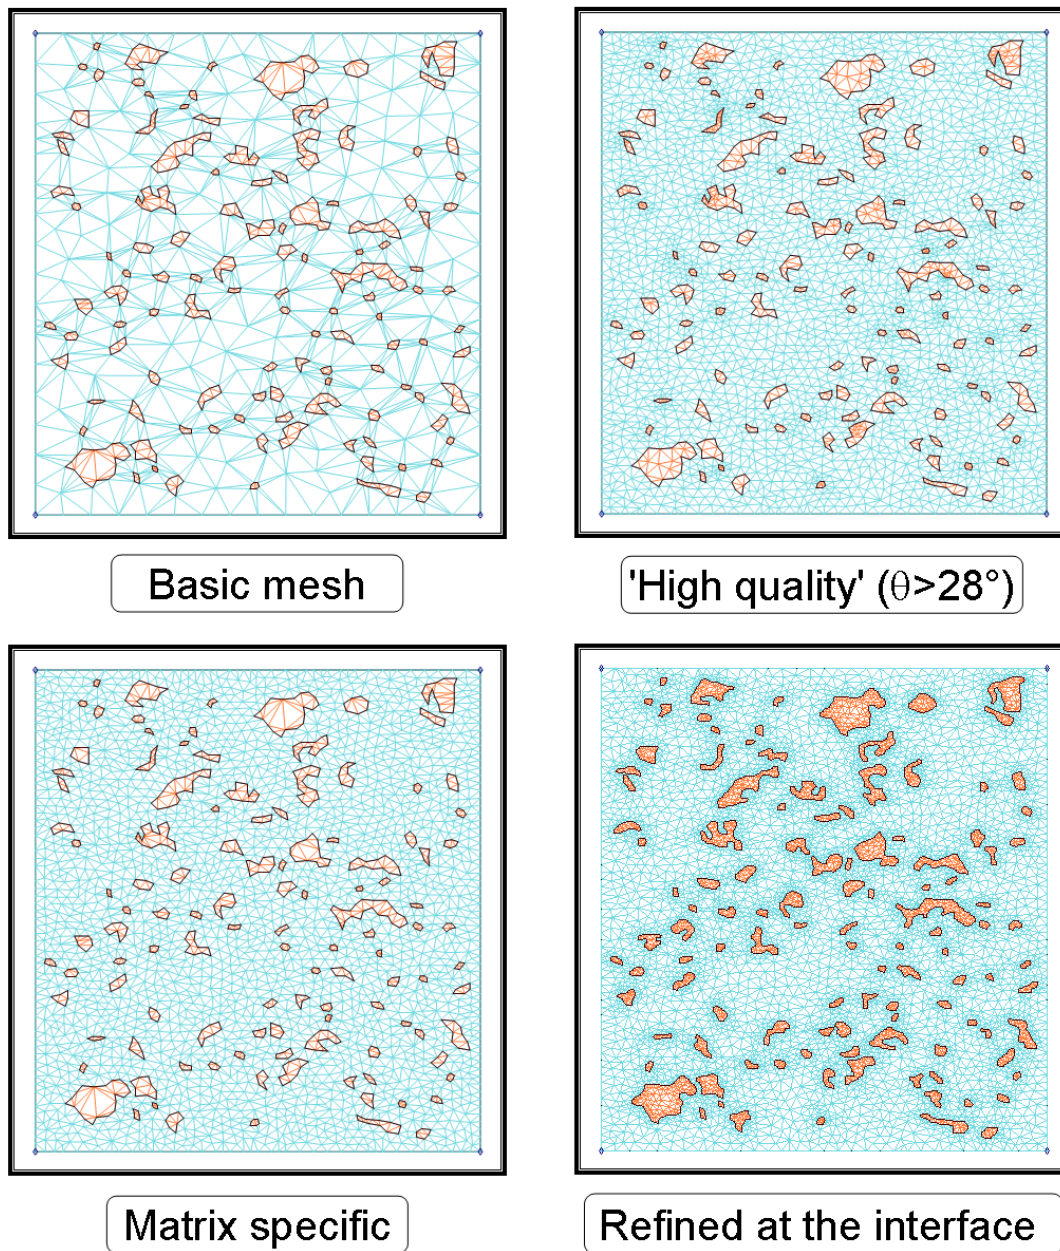 Basic mesh
'High quality' (θ>28°)
Matrix specific
Refined at the interface